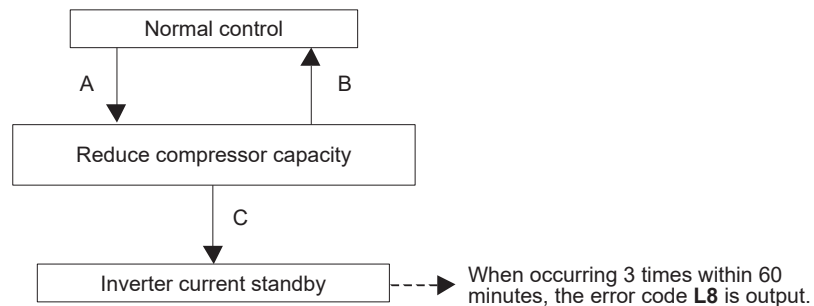 Normal control
A
B
Reduce compressor capacity
C
Inverter current standby
When occurring 3 times within 60
minutes, the error code L8 is output.